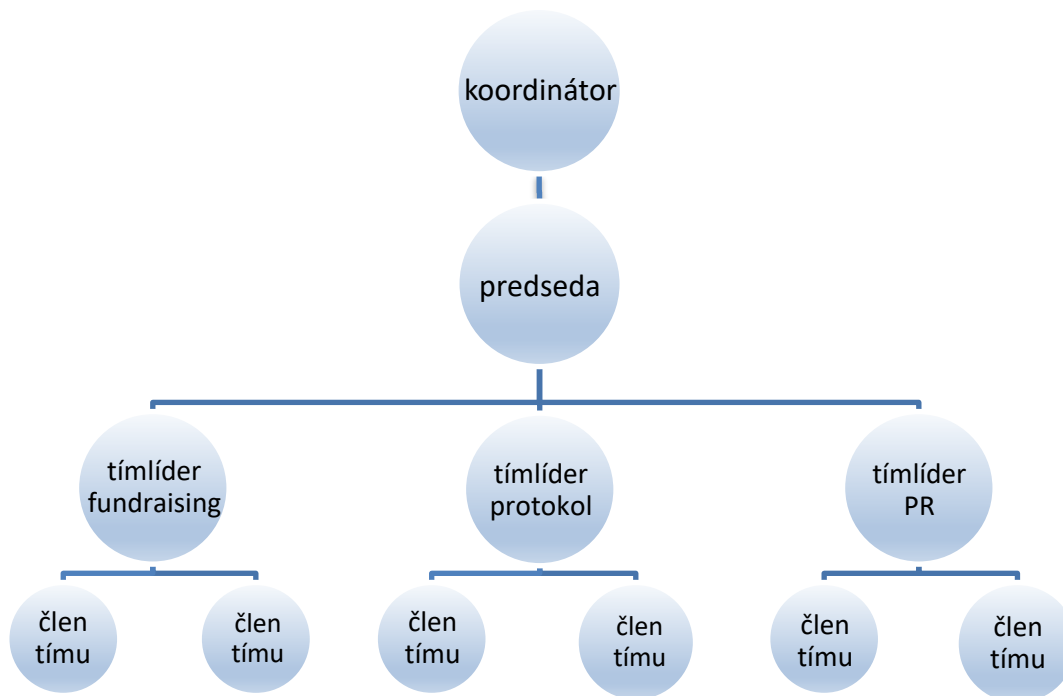 koordinátor
predseda
tímlíder
fundraising
tímlíder
protokol
tímlíder
PR
člen
tímu
člen
tímu
člen
tímu
člen
tímu
člen
tímu
člen
tímu